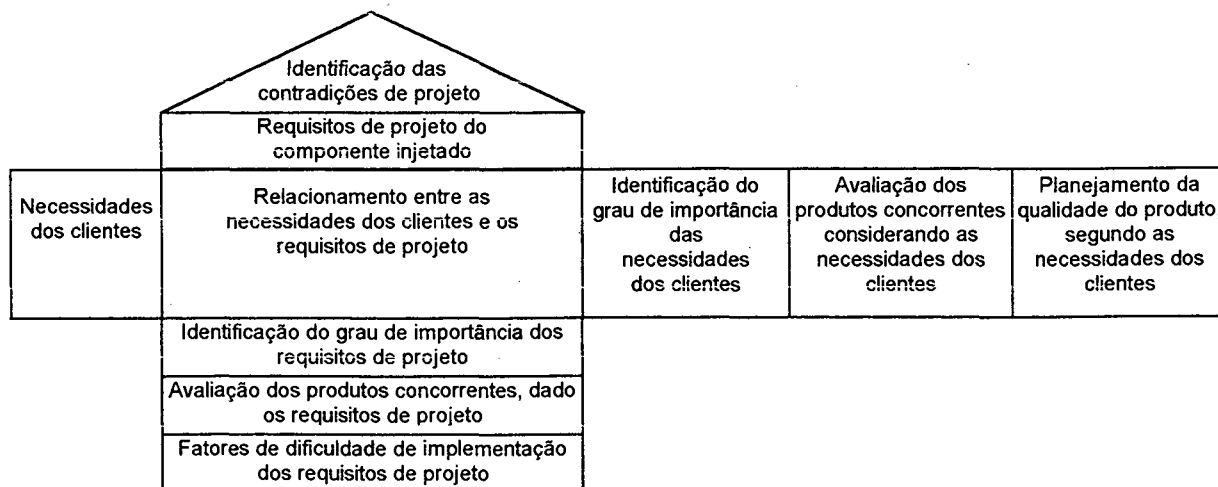 Identificação das
contradições de projeto
Requisitos de projeto do
componente injetado
Necessidades
dos clientes
Relacionamento entre as
necessidades dos clientes e os
requisitos de projeto
Identificação do
grau de importância
das
necessidades
dos clientes
Avaliação dos
produtos concorrentes
considerando as
necessidades dos
clientes
Planejamento da
qualidade do produto
segundo as
necessidades dos
clientes
Identificação do grau de importância dos
requisitos de projeto
Avaliação dos produtos concorrentes, dado
os requisitos de projeto
Fatores de dificuldade de implementação
dos requisitos de projeto